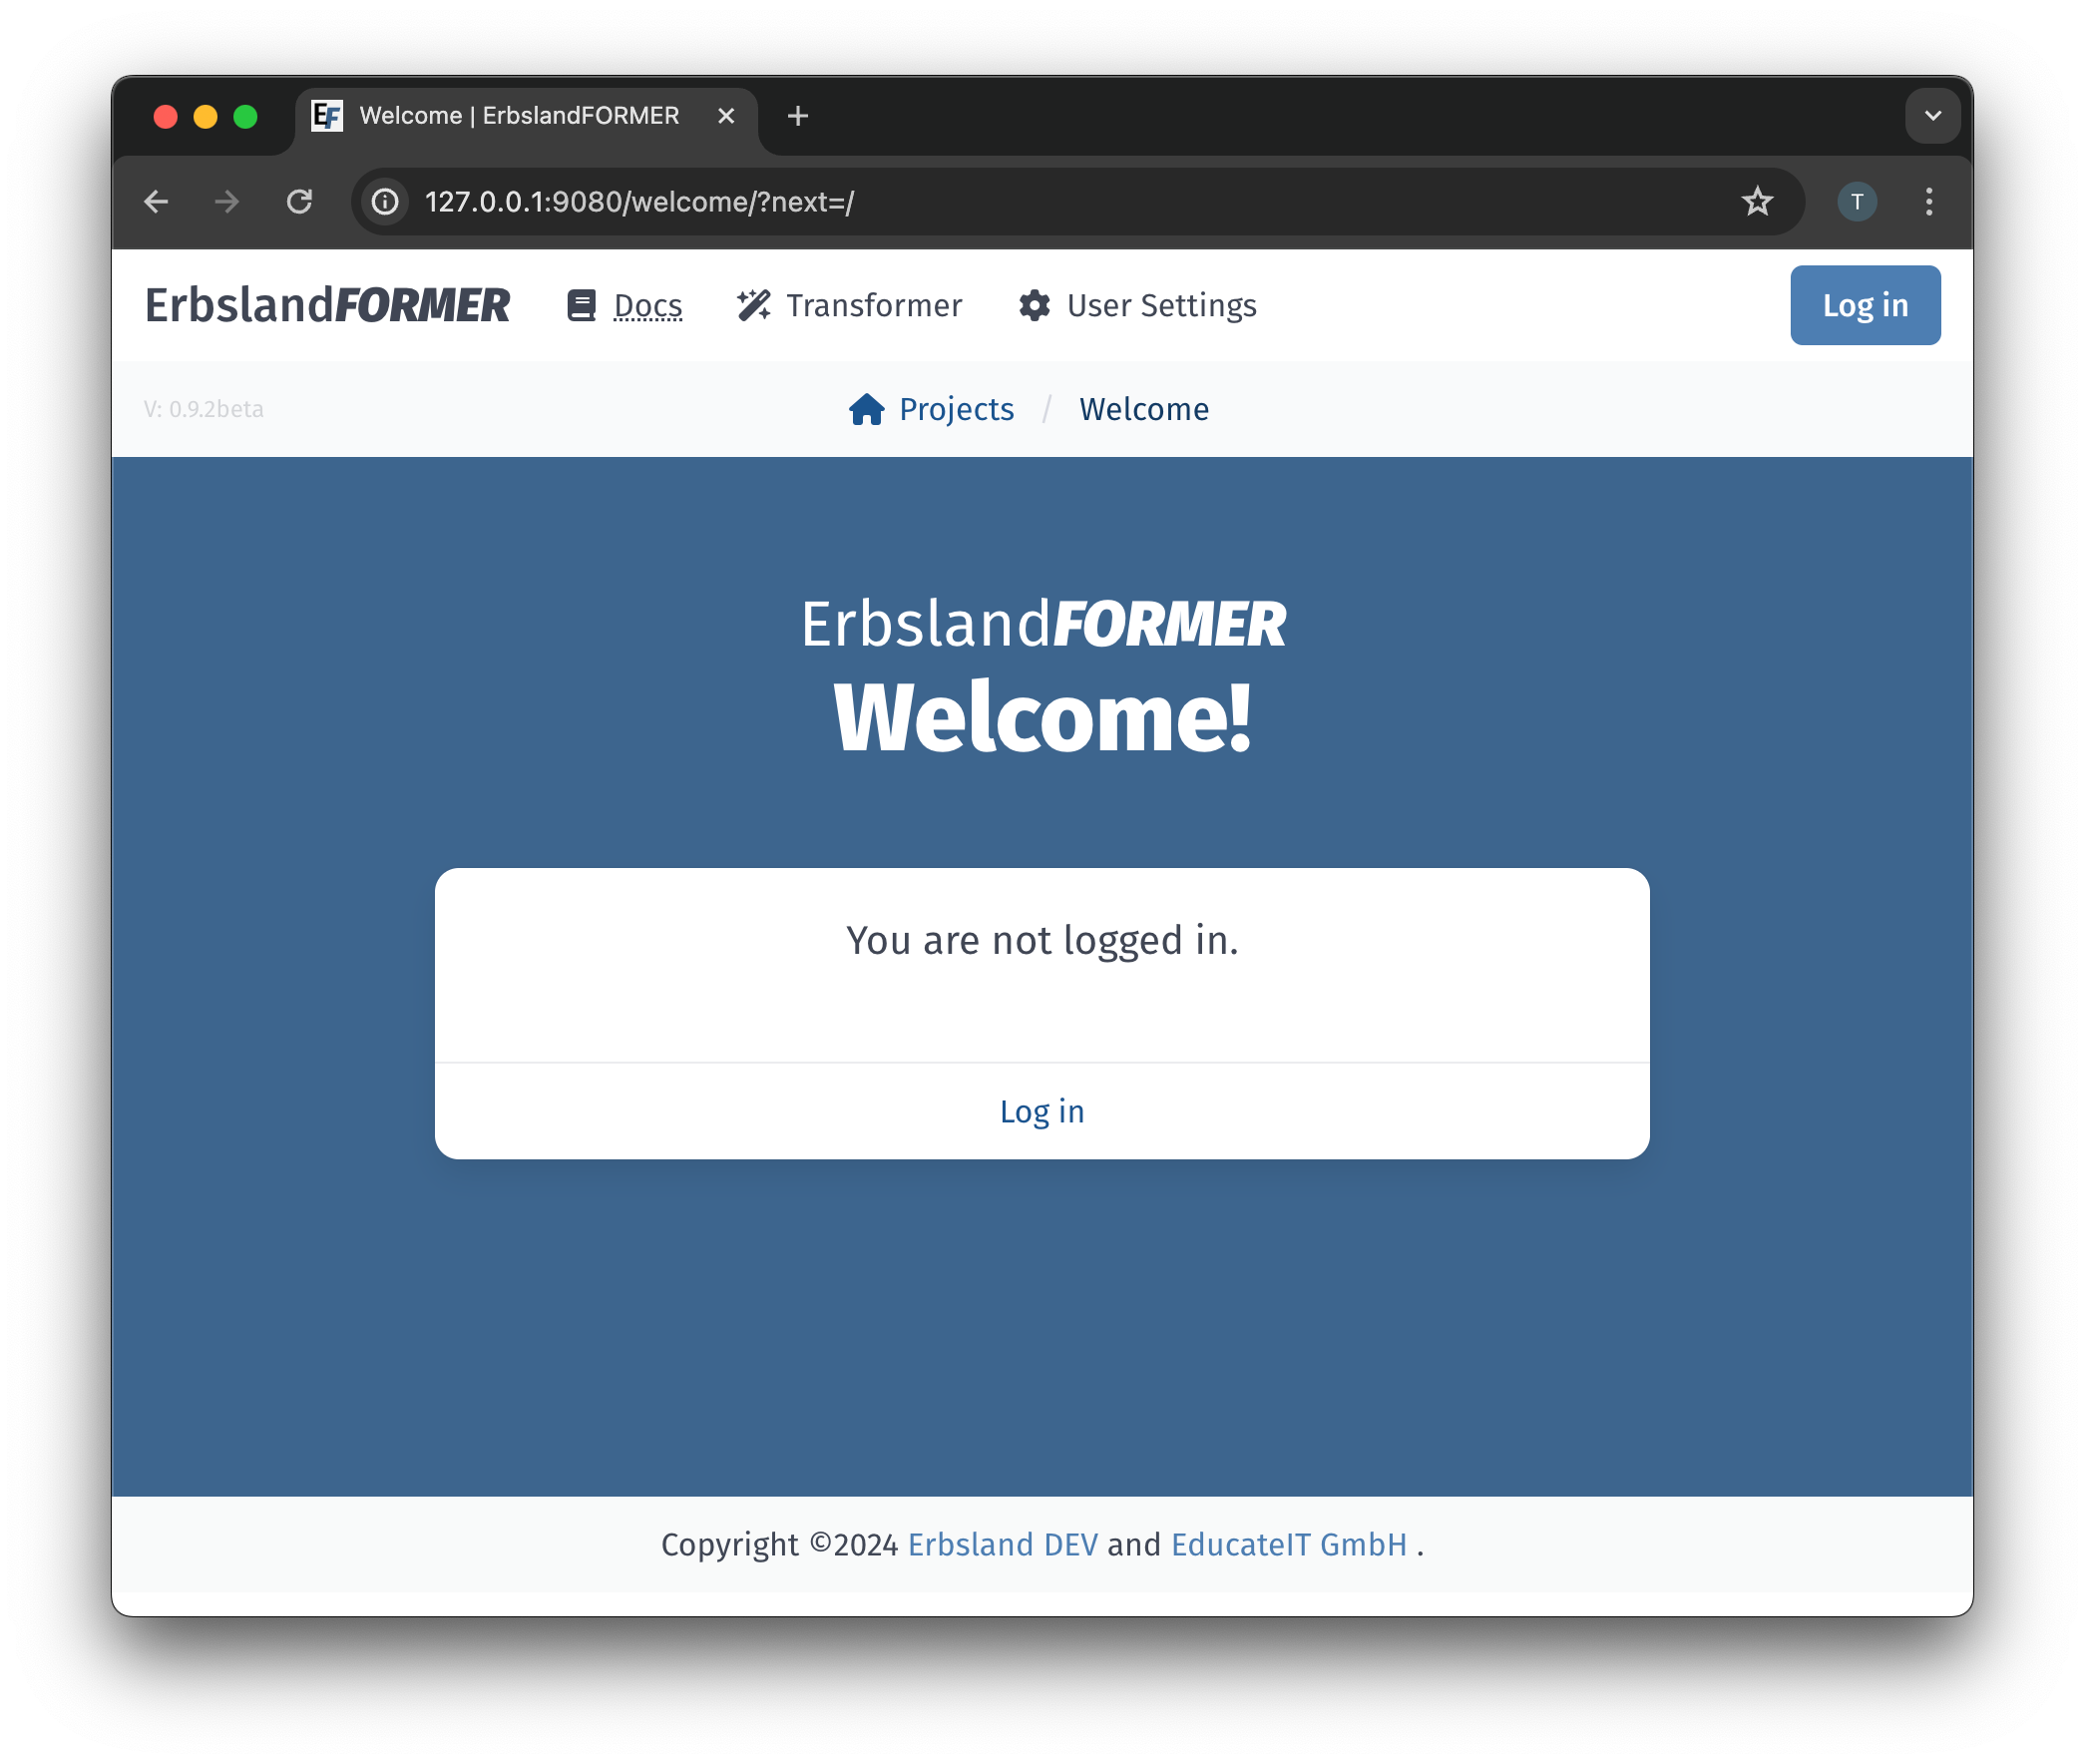 EF Welcome | ErbslandFORMER
127.0.0.1:9080/welcome/?next=/
T
ErbslandFORMER Docs Transformer User Settings Log in
V: 0.9.2beta Projects / Welcome
ErbslandFORMER
Welcome!
You are not logged in.
Log in
Copyright ©2024 Erbsland DEV and EducateIT GmbH .